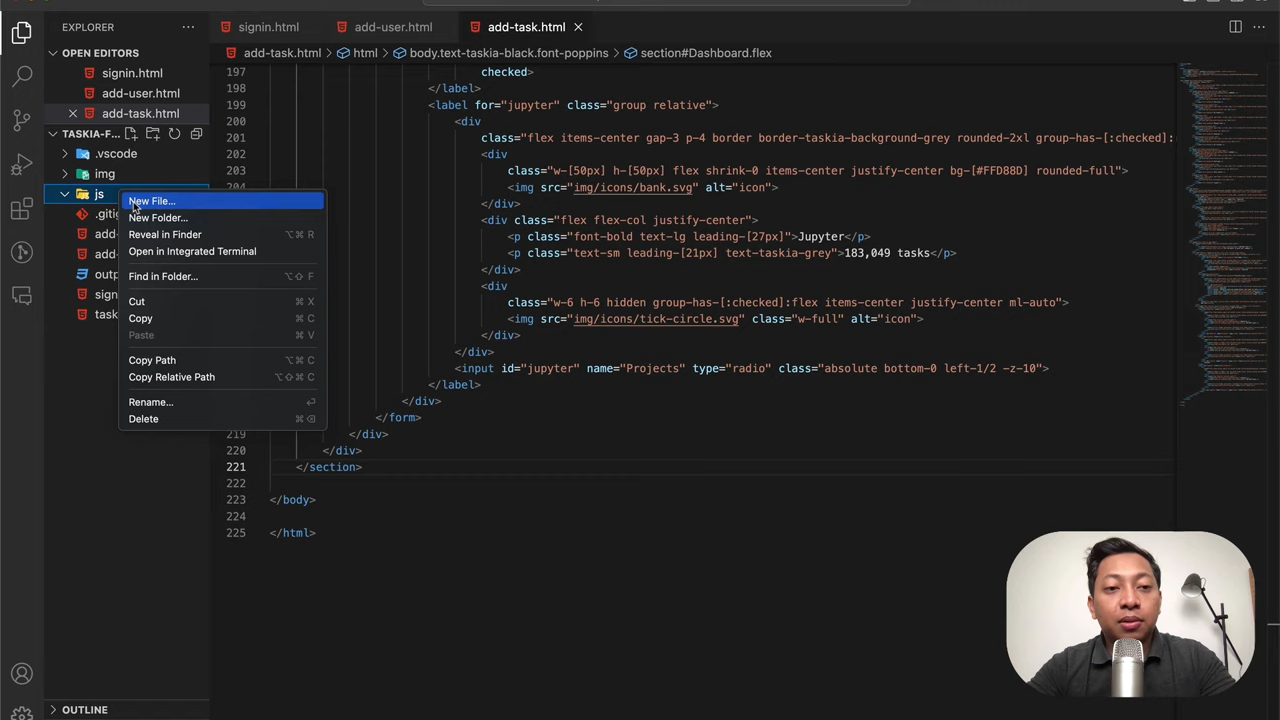 EXPLORER
signin.html
add-user.html
add-task.html
OPEN EDITORS
signin.html
add-user.html
add-task.html
TASKIA-F...
.vscode
img
js
.gitig
add-
add-
outp
sign
task
OUTLINE
New File...
New Folder...
Reveal in Finder ⌥⌘ R
Open in Integrated Terminal
Find in Folder... ⌥⇧ F
Cut ⌘ X
Copy ⌘ C
Paste ⌘ V
Copy Path ⌥⌘ C
Copy Relative Path ⌥⇧⌘ C
Rename...
Delete ⌘⌫
add-task.html > html > body.text-taskia-black.font-poppins > section#Dashboard.flex
197 checked>
198 </label>
199 <label for="jupyter" class="group relative">
200 <div
201 class="flex items-center gap-3 p-4 border border-taskia-background-grey rounded-2xl group-has-[:checked]:
202 <div
203 class="w-[50px] h-[50px] flex shrink-0 items-center justify-center bg-[#FFD88D] rounded-full">
204 <img src="img/icons/bank.svg" alt="icon">
</div>
<div class="flex flex-col justify-center">
<p class="font-bold text-lg leading-[27px]">Jupyter</p>
<p class="text-sm leading-[21px] text-taskia-grey">183,049 tasks</p>
</div>
<div
class="w-6 h-6 hidden group-has-[:checked]:flex items-center justify-center ml-auto">
<img src="img/icons/tick-circle.svg" class="w-full" alt="icon">
</div>
</div>
<input id="jupyter" name="Projects" type="radio" class="absolute bottom-0 left-1/2 -z-10">
</label>
</div>
</form>
219 </div>
220 </div>
221 </section>
222
223 </body>
224
225 </html>